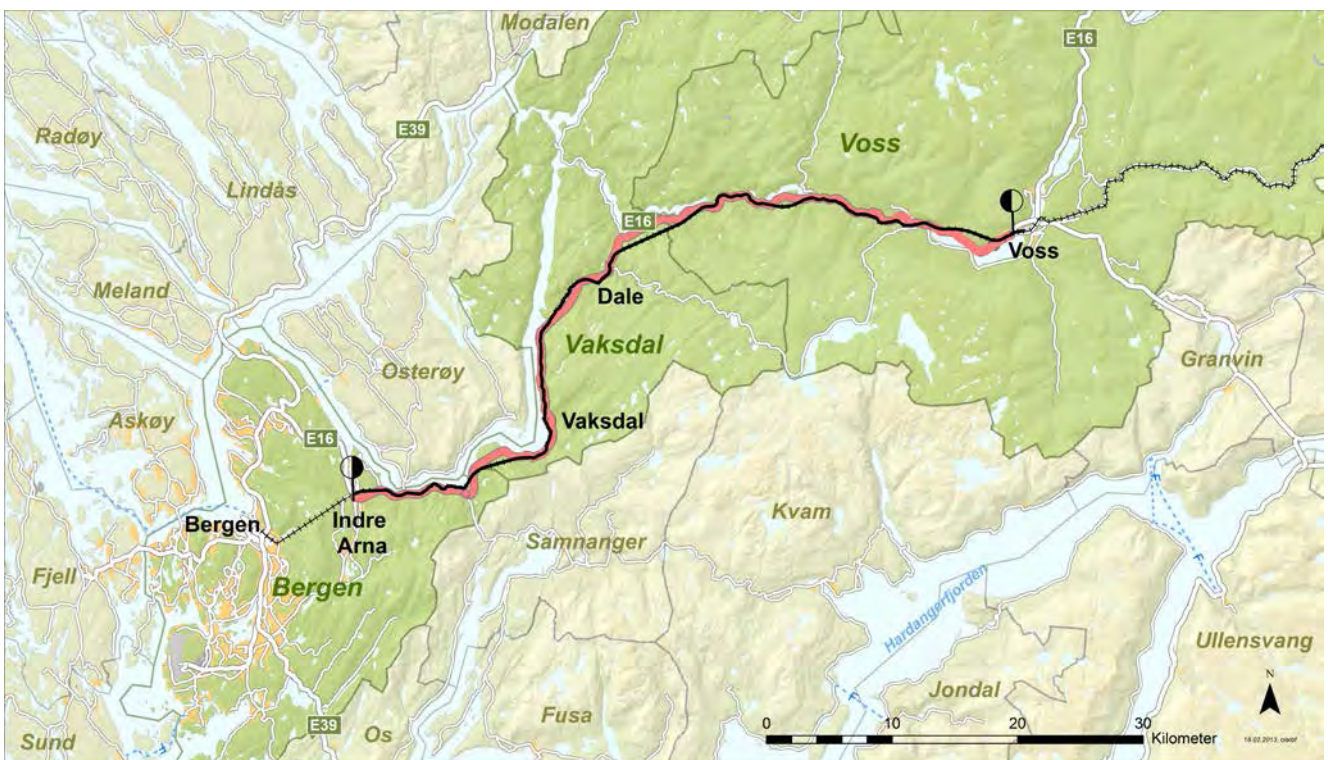 Modalen
E16
E39
Radøy
Voss
Lindås
E16
Voss
Dale
Meland
Vaksdal
Granvin
Osterøy
Askøy
Vaksdal
E16
Kvam
Bergen
Indre
Arna
Samnanger
Fjell
Bergen
Hardangerfjorden
Ullensvang
N
Jondal
Fusa
E39
Os
Sund
F
F
F
F
0
10
20
30
Kilometer